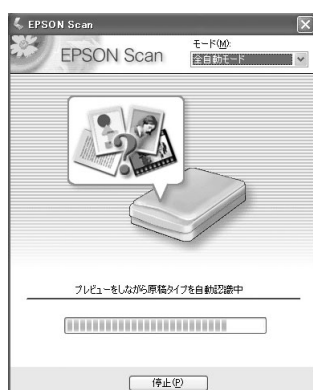 EPSON Scan
EPSON Scan
モード(M):
全自動モード
?
プレビューをしながら原稿タイプを自動認識中
停止(P)